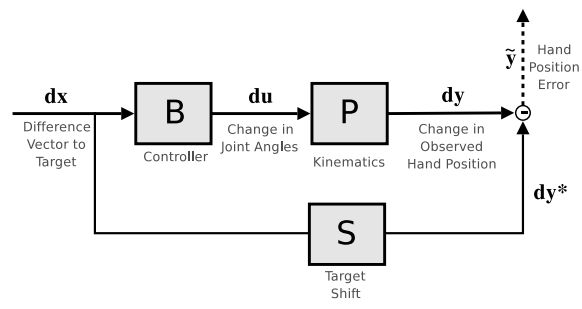 dx
B
du
P
dy
ỹ
Hand
Position
Error
-
Difference
Vector to
Target
Controller
Change in
Joint Angles
Kinematics
Change in
Observed
Hand Position
dy*
S
Target
Shift